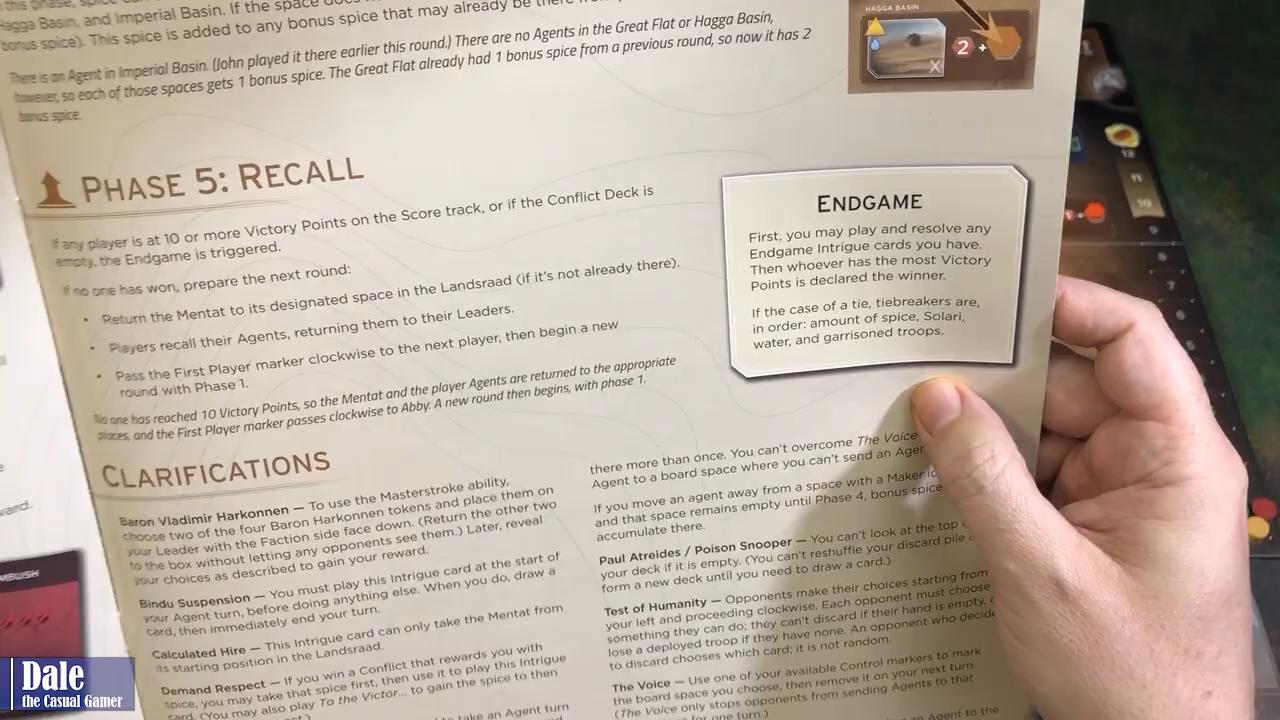 this phase, spice
Hagga Basin, and Imperial Basin. If the space does
bonus spice). This spice is added to any bonus spice that may already be there
There is an Agent in Imperial Basin. (John played it there earlier this round.) There are no Agents in the Great Flat or Hagga Basin,
however, so each of those spaces gets 1 bonus spice. The Great Flat already had 1 bonus spice from a previous round, so now it has 2
bonus spice.
HAGGA BASIN
2 +
PHASE 5: RECALL
If any player is at 10 or more Victory Points on the Score track, or if the Conflict Deck is
empty, the Endgame is triggered.
If no one has won, prepare the next round:
• Return the Mentat to its designated space in the Landsraad (if it's not already there).
• Players recall their Agents, returning them to their Leaders.
• Pass the First Player marker clockwise to the next player, then begin a new
round with Phase 1.
No one has reached 10 Victory Points, so the Mentat and the player Agents are returned to the appropriate
places, and the First Player marker passes clockwise to Abby. A new round then begins, with phase 1.
ENDGAME
First, you may play and resolve any
Endgame Intrigue cards you have.
Then whoever has the most Victory
Points is declared the winner.
If the case of a tie, tiebreakers are,
in order: amount of spice, Solari,
water, and garrisoned troops.
CLARIFICATIONS
Baron Vladimir Harkonnen — To use the Masterstroke ability,
choose two of the four Baron Harkonnen tokens and place them on
your Leader with the Faction side face down. (Return the other two
to the box without letting any opponents see them.) Later, reveal
your choices as described to gain your reward.
Bindu Suspension — You must play this Intrigue card at the start of
your Agent turn, before doing anything else. When you do, draw a
card, then immediately end your turn.
Calculated Hire — This Intrigue card can only take the Mentat from
its starting position in the Landsraad.
Demand Respect — If you win a Conflict that rewards you with
spice, you may take that spice first, then use it to play this Intrigue
card. (You may also play To the Victor... to gain the spice to then
to take an Agent turn
there more than once. You can't overcome The Voice
Agent to a board space where you can't send an Agen
If you move an agent away from a space with a Maker
and that space remains empty until Phase 4, bonus spice
accumulate there.
Paul Atreides / Poison Snooper — You can't look at the top
your deck if it is empty. (You can't reshuffle your discard pile
form a new deck until you need to draw a card.)
Test of Humanity — Opponents make their choices starting from
your left and proceeding clockwise. Each opponent must choose
something they can do; they can't discard if their hand is empty,
lose a deployed troop if they have none. An opponent who decide
to discard chooses which card; it is not random.
The Voice — Use one of your available Control markers to mark
the board space you choose, then remove it on your next turn.
(The Voice only stops opponents from sending Agents to that
for one turn.)
an Agent to the
ward.
MBUSH
12
11
10
9
8
Dale
the Casual Gamer